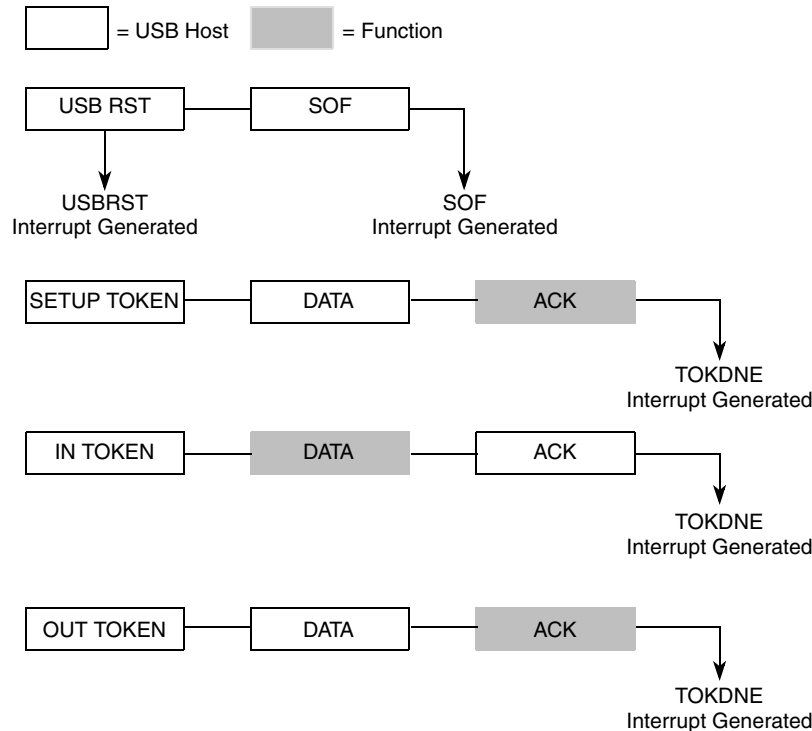 = USB Host
= Function
USB RST
SOF
USBRST
Interrupt Generated
SOF
Interrupt Generated
SETUP TOKEN
DATA
ACK
TOKDNE
Interrupt Generated
IN TOKEN
DATA
ACK
TOKDNE
Interrupt Generated
OUT TOKEN
DATA
ACK
TOKDNE
Interrupt Generated